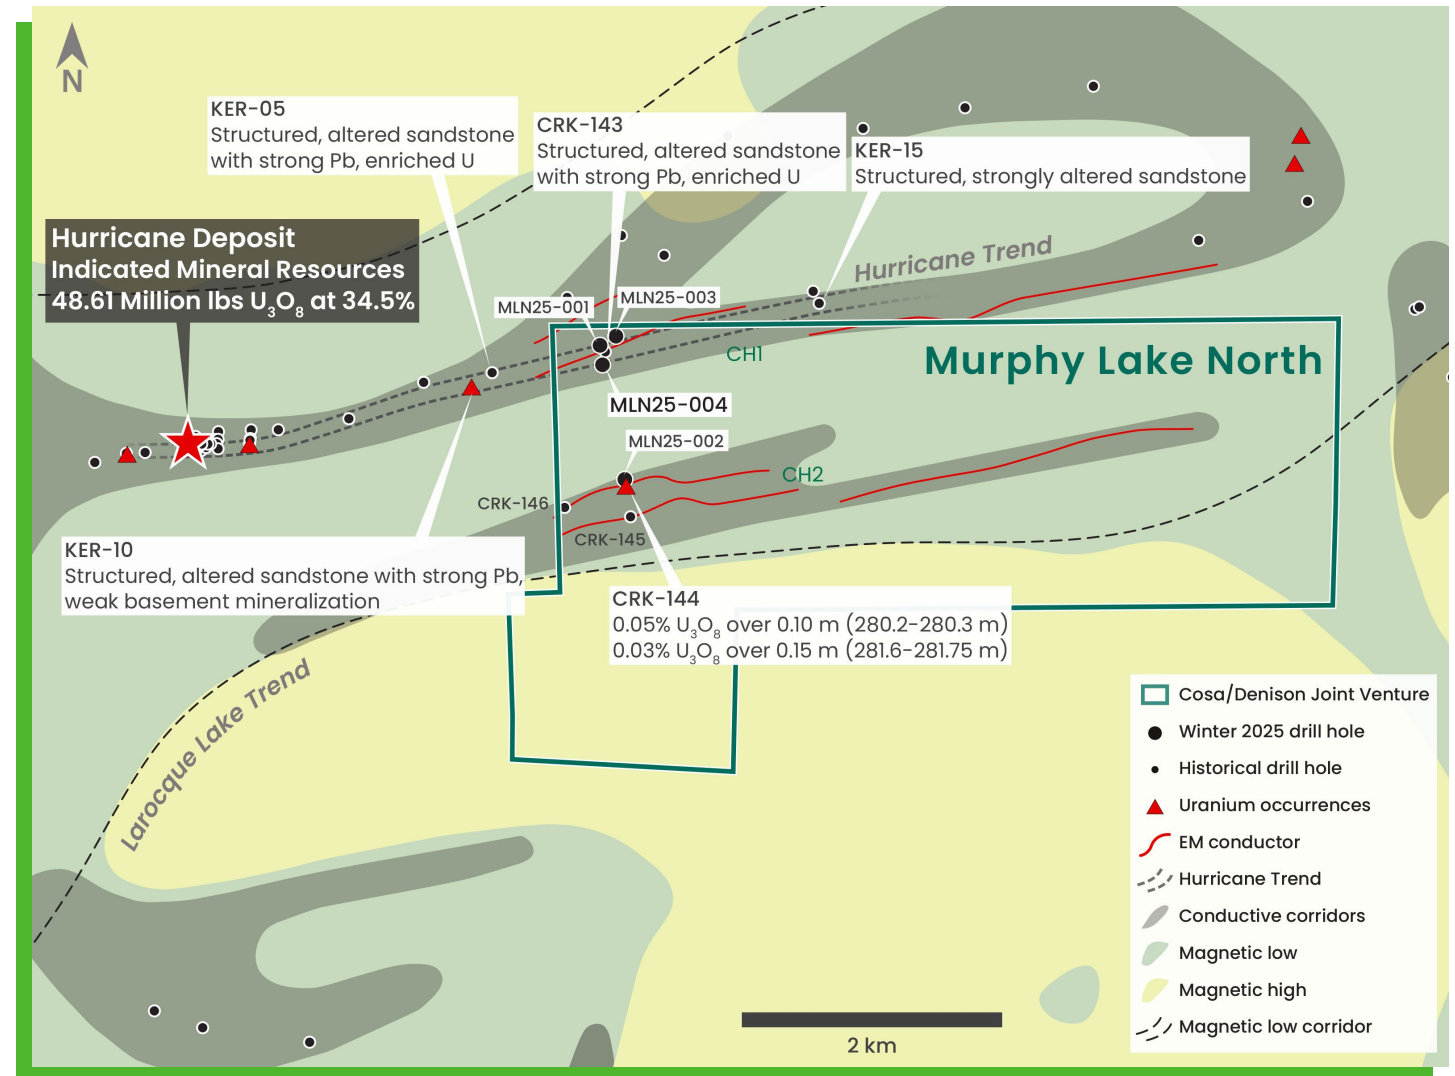 N
KER-05
Structured, altered sandstone
with strong Pb, enriched U
CRK-143
Structured, altered sandstone
with strong Pb, enriched U
KER-15
Structured, strongly altered sandstone
Hurricane Deposit
Indicated Mineral Resources
48.61 Million lbs U₃O₈ at 34.5%
Hurricane Trend
MLN25-001
MLN25-003
CH1
Murphy Lake North
MLN25-004
MLN25-002
CH2
CRK-146
CRK-145
KER-10
Structured, altered sandstone with strong Pb,
weak basement mineralization
CRK-144
0.05% U₃O₈ over 0.10 m (280.2-280.3 m)
0.03% U₃O₈ over 0.15 m (281.6-281.75 m)
Larocque Lake Trend
Cosa/Denison Joint Venture
Winter 2025 drill hole
Historical drill hole
Uranium occurrences
EM conductor
Hurricane Trend
Conductive corridors
Magnetic low
Magnetic high
Magnetic low corridor
2 km